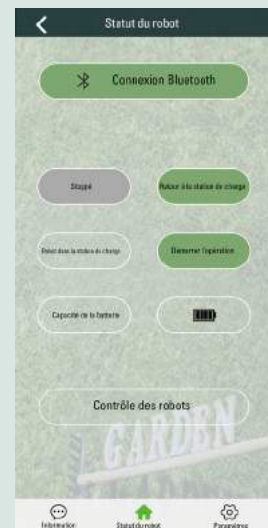 Statut du robot
Connexion Bluetooth
Stoppé
Retour à la station de charge
Robot dans la station de charge
Démarrer l'opération
Capacité de la batterie
Contrôle des robots
GARDEN
Information
Statut du robot
Paramètres